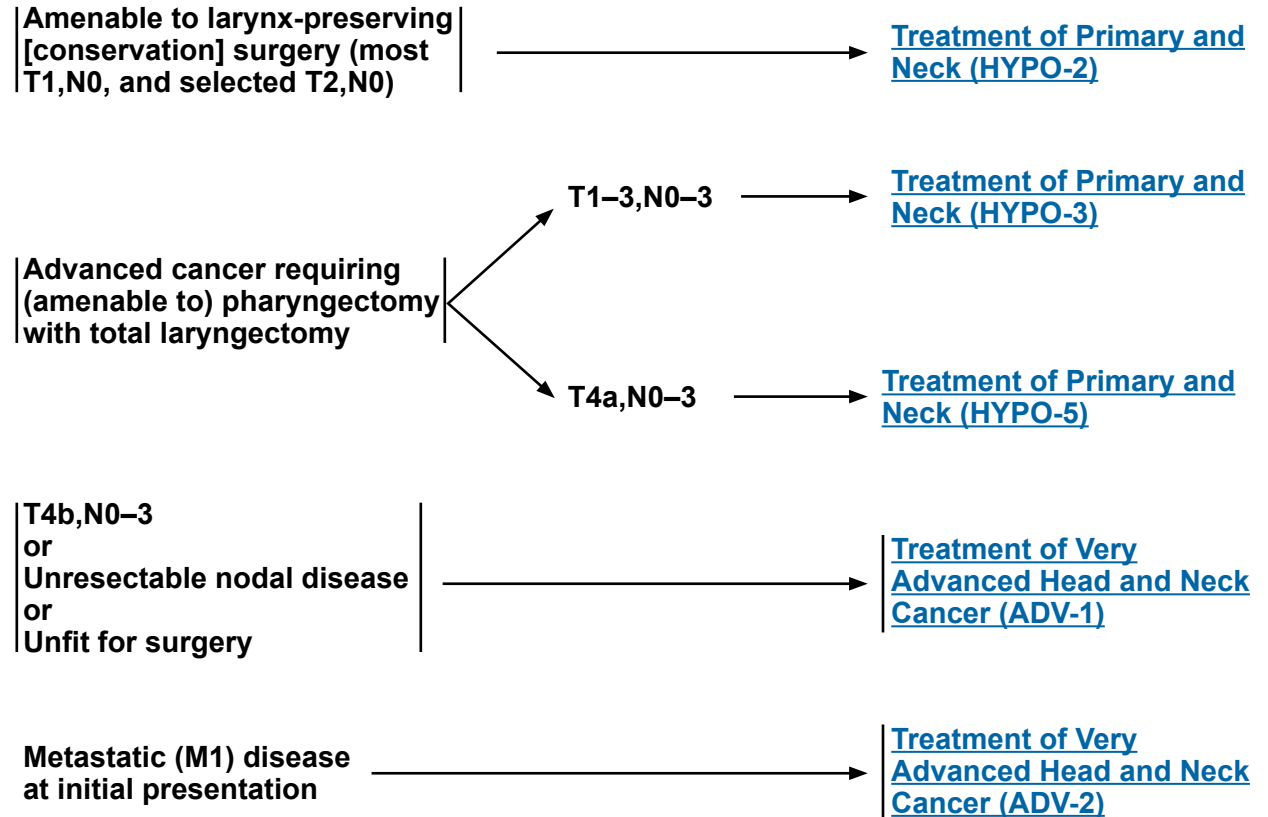 Amenable to larynx-preserving
[conservation] surgery (most
T1,N0, and selected T2,N0)
Treatment of Primary and
Neck (HYPO-2)
Advanced cancer requiring
(amenable to) pharyngectomy
with total laryngectomy
T1–3,N0–3
Treatment of Primary and
Neck (HYPO-3)
T4a,N0–3
Treatment of Primary and
Neck (HYPO-5)
T4b,N0–3
or
Unresectable nodal disease
or
Unfit for surgery
Treatment of Very
Advanced Head and Neck
Cancer (ADV-1)
Metastatic (M1) disease
at initial presentation
Treatment of Very
Advanced Head and Neck
Cancer (ADV-2)